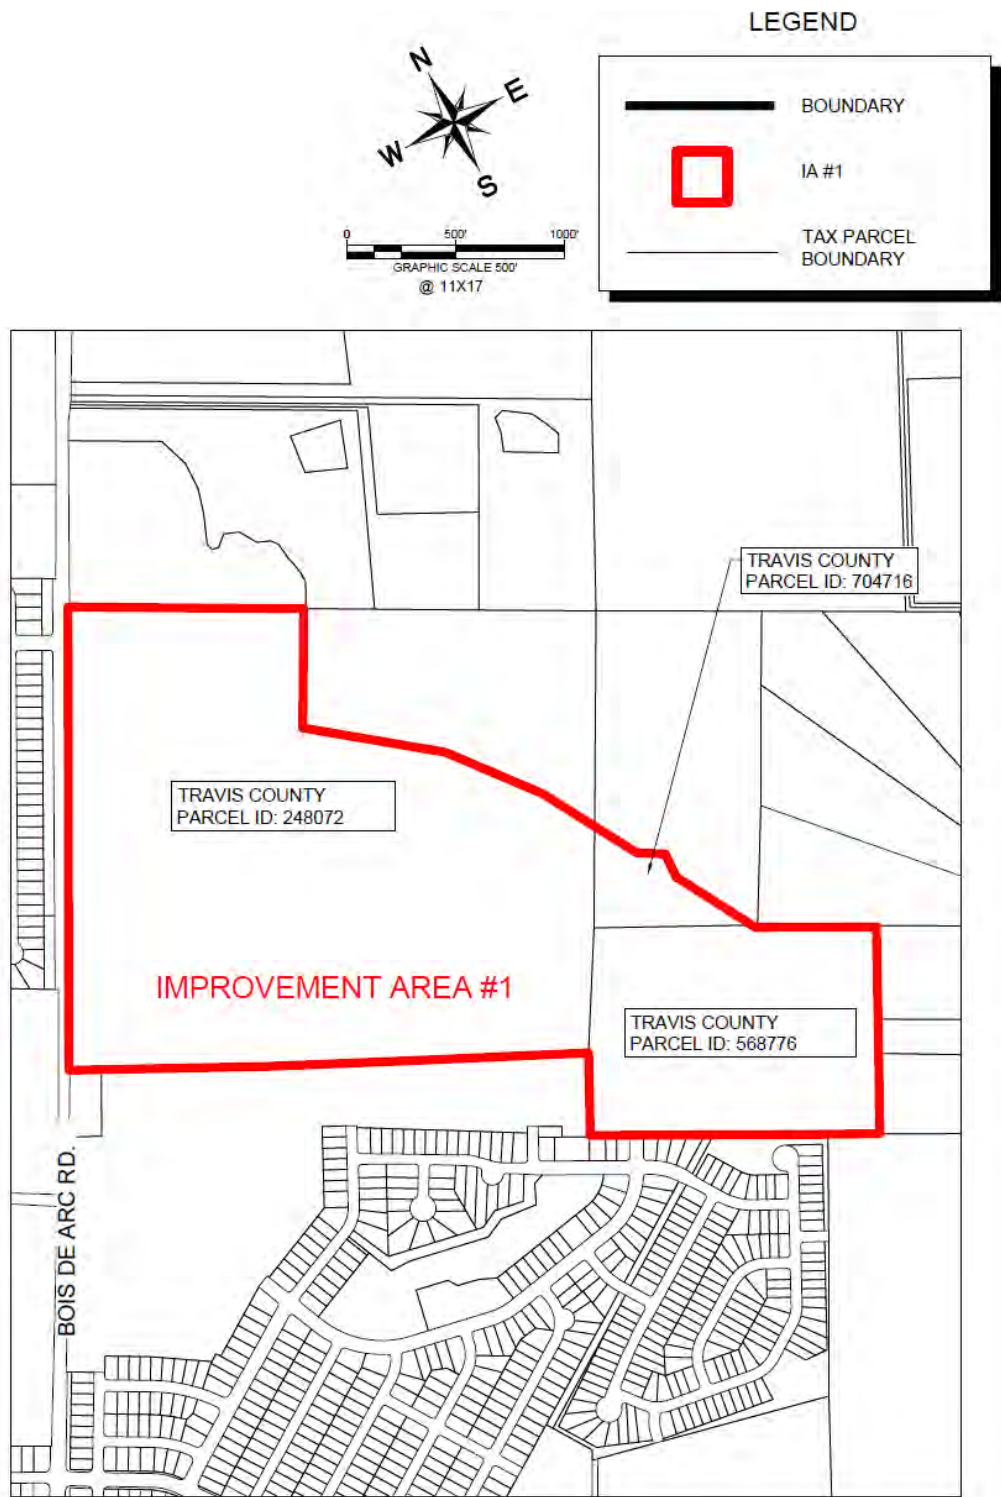 LEGEND
N
E
W
S
BOUNDARY
IA #1
TAX PARCEL
BOUNDARY
0 500' 1000'
GRAPHIC SCALE 500'
@ 11X17
TRAVIS COUNTY
PARCEL ID: 704716
TRAVIS COUNTY
PARCEL ID: 248072
IMPROVEMENT AREA #1
TRAVIS COUNTY
PARCEL ID: 568776
BOIS DE ARC RD.